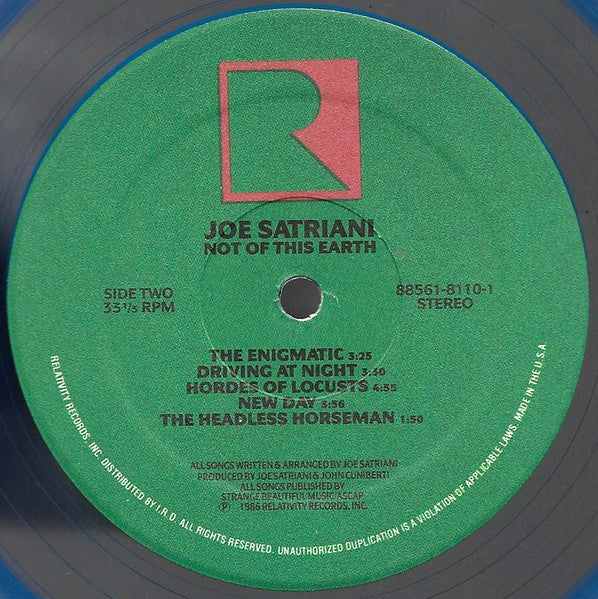 R
JOE SATRIANI
NOT OF THIS EARTH
SIDE TWO
33 1/3 RPM
88561-8110-1
STEREO
THE ENIGMATIC 3:25
DRIVING AT NIGHT 3:30
HORDES OF LOCUSTS 4:55
NEW DAY 3:56
THE HEADLESS HORSEMAN 1:50
ALL SONGS WRITTEN & ARRANGED BY JOE SATRIANI
PRODUCED BY JOE SATRIANI & JOHN CUNIBERTI
ALL SONGS PUBLISHED BY
STRANGE BEAUTIFUL MUSIC/ASCAP
℗ 1986 RELATIVITY RECORDS, INC.
RELATIVITY RECORDS, INC. DISTRIBUTED BY I.R.D. ALL RIGHTS RESERVED. UNAUTHORIZED DUPLICATION IS A VIOLATION OF APPLICABLE LAWS. MADE IN THE U.S.A.